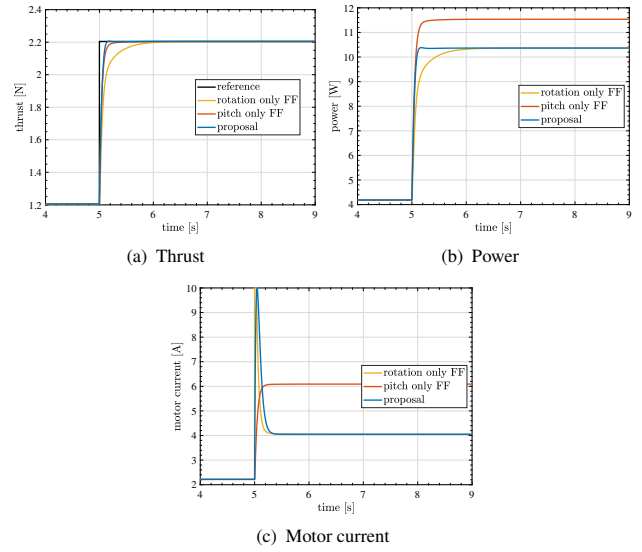 2.4
2.2
2
1.8
1.6
1.4
1.2
thrust [N]
reference
rotation only FF
pitch only FF
proposal
4 5 6 7 8 9
time [s]
(a) Thrust
12
11
10
9
8
7
6
5
4
power [W]
rotation only FF
pitch only FF
proposal
4 5 6 7 8 9
time [s]
(b) Power
10
9
8
7
6
5
4
3
2
motor current [A]
rotation only FF
pitch only FF
proposal
4 5 6 7 8 9
time [s]
(c) Motor current